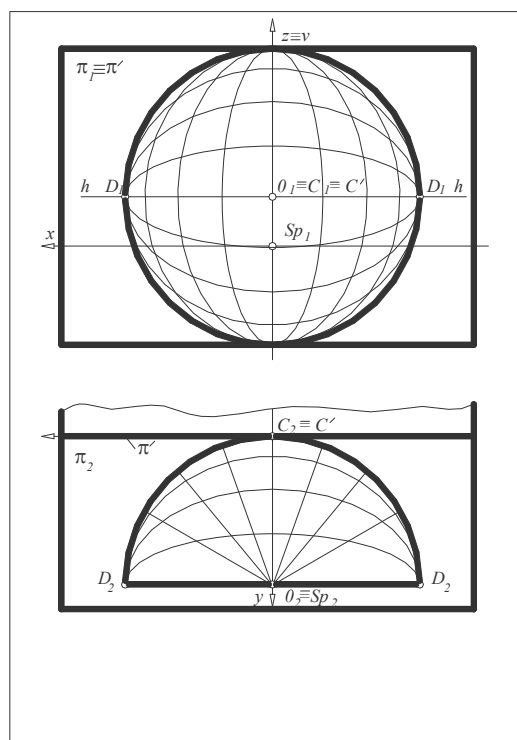 z≡v
π₁≡π′
h D₁ 0₁≡C₁≡C′ D₁ h
x Sp₁
C₂≡C′
π₂ π′
D₂ D₂
y 0₂≡Sp₂